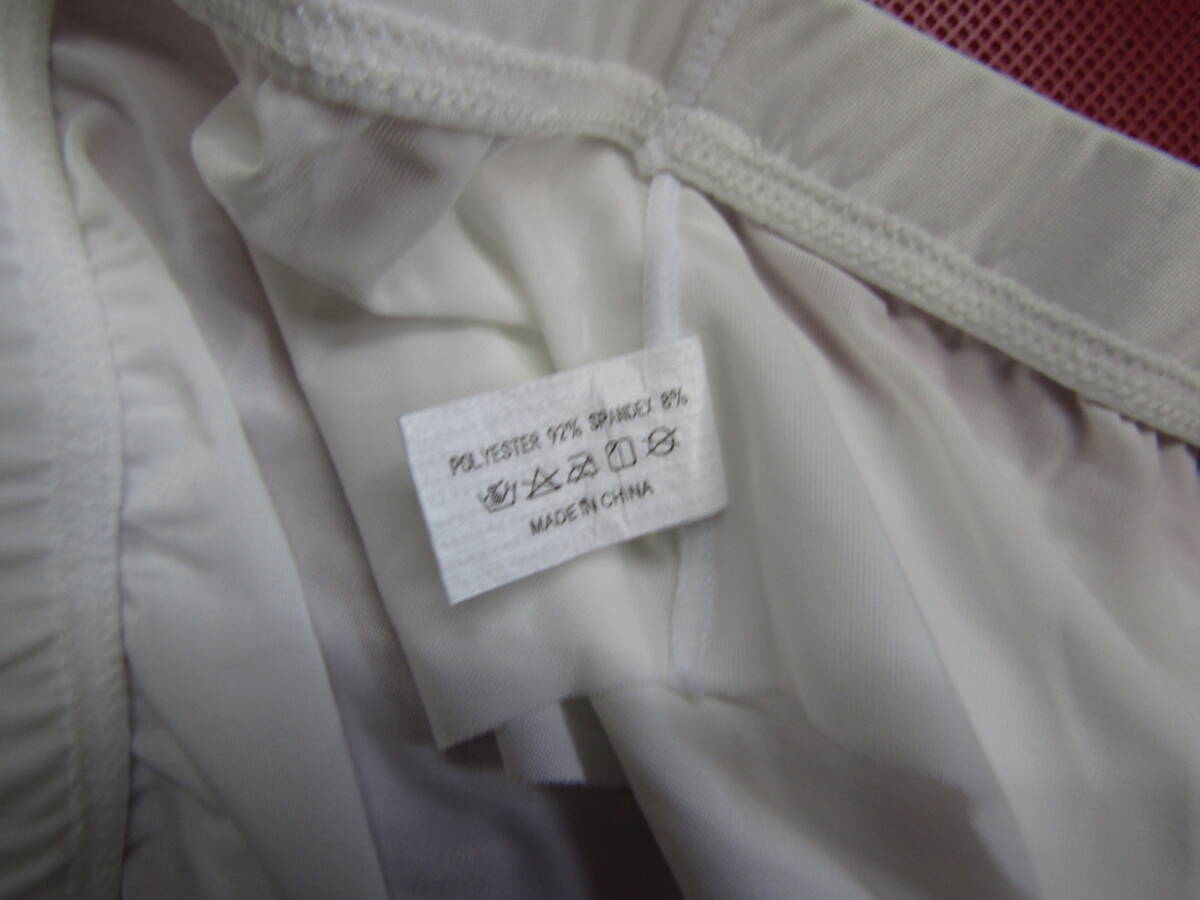 POLYESTER 92% SPANDEX 8%
MADE IN CHINA